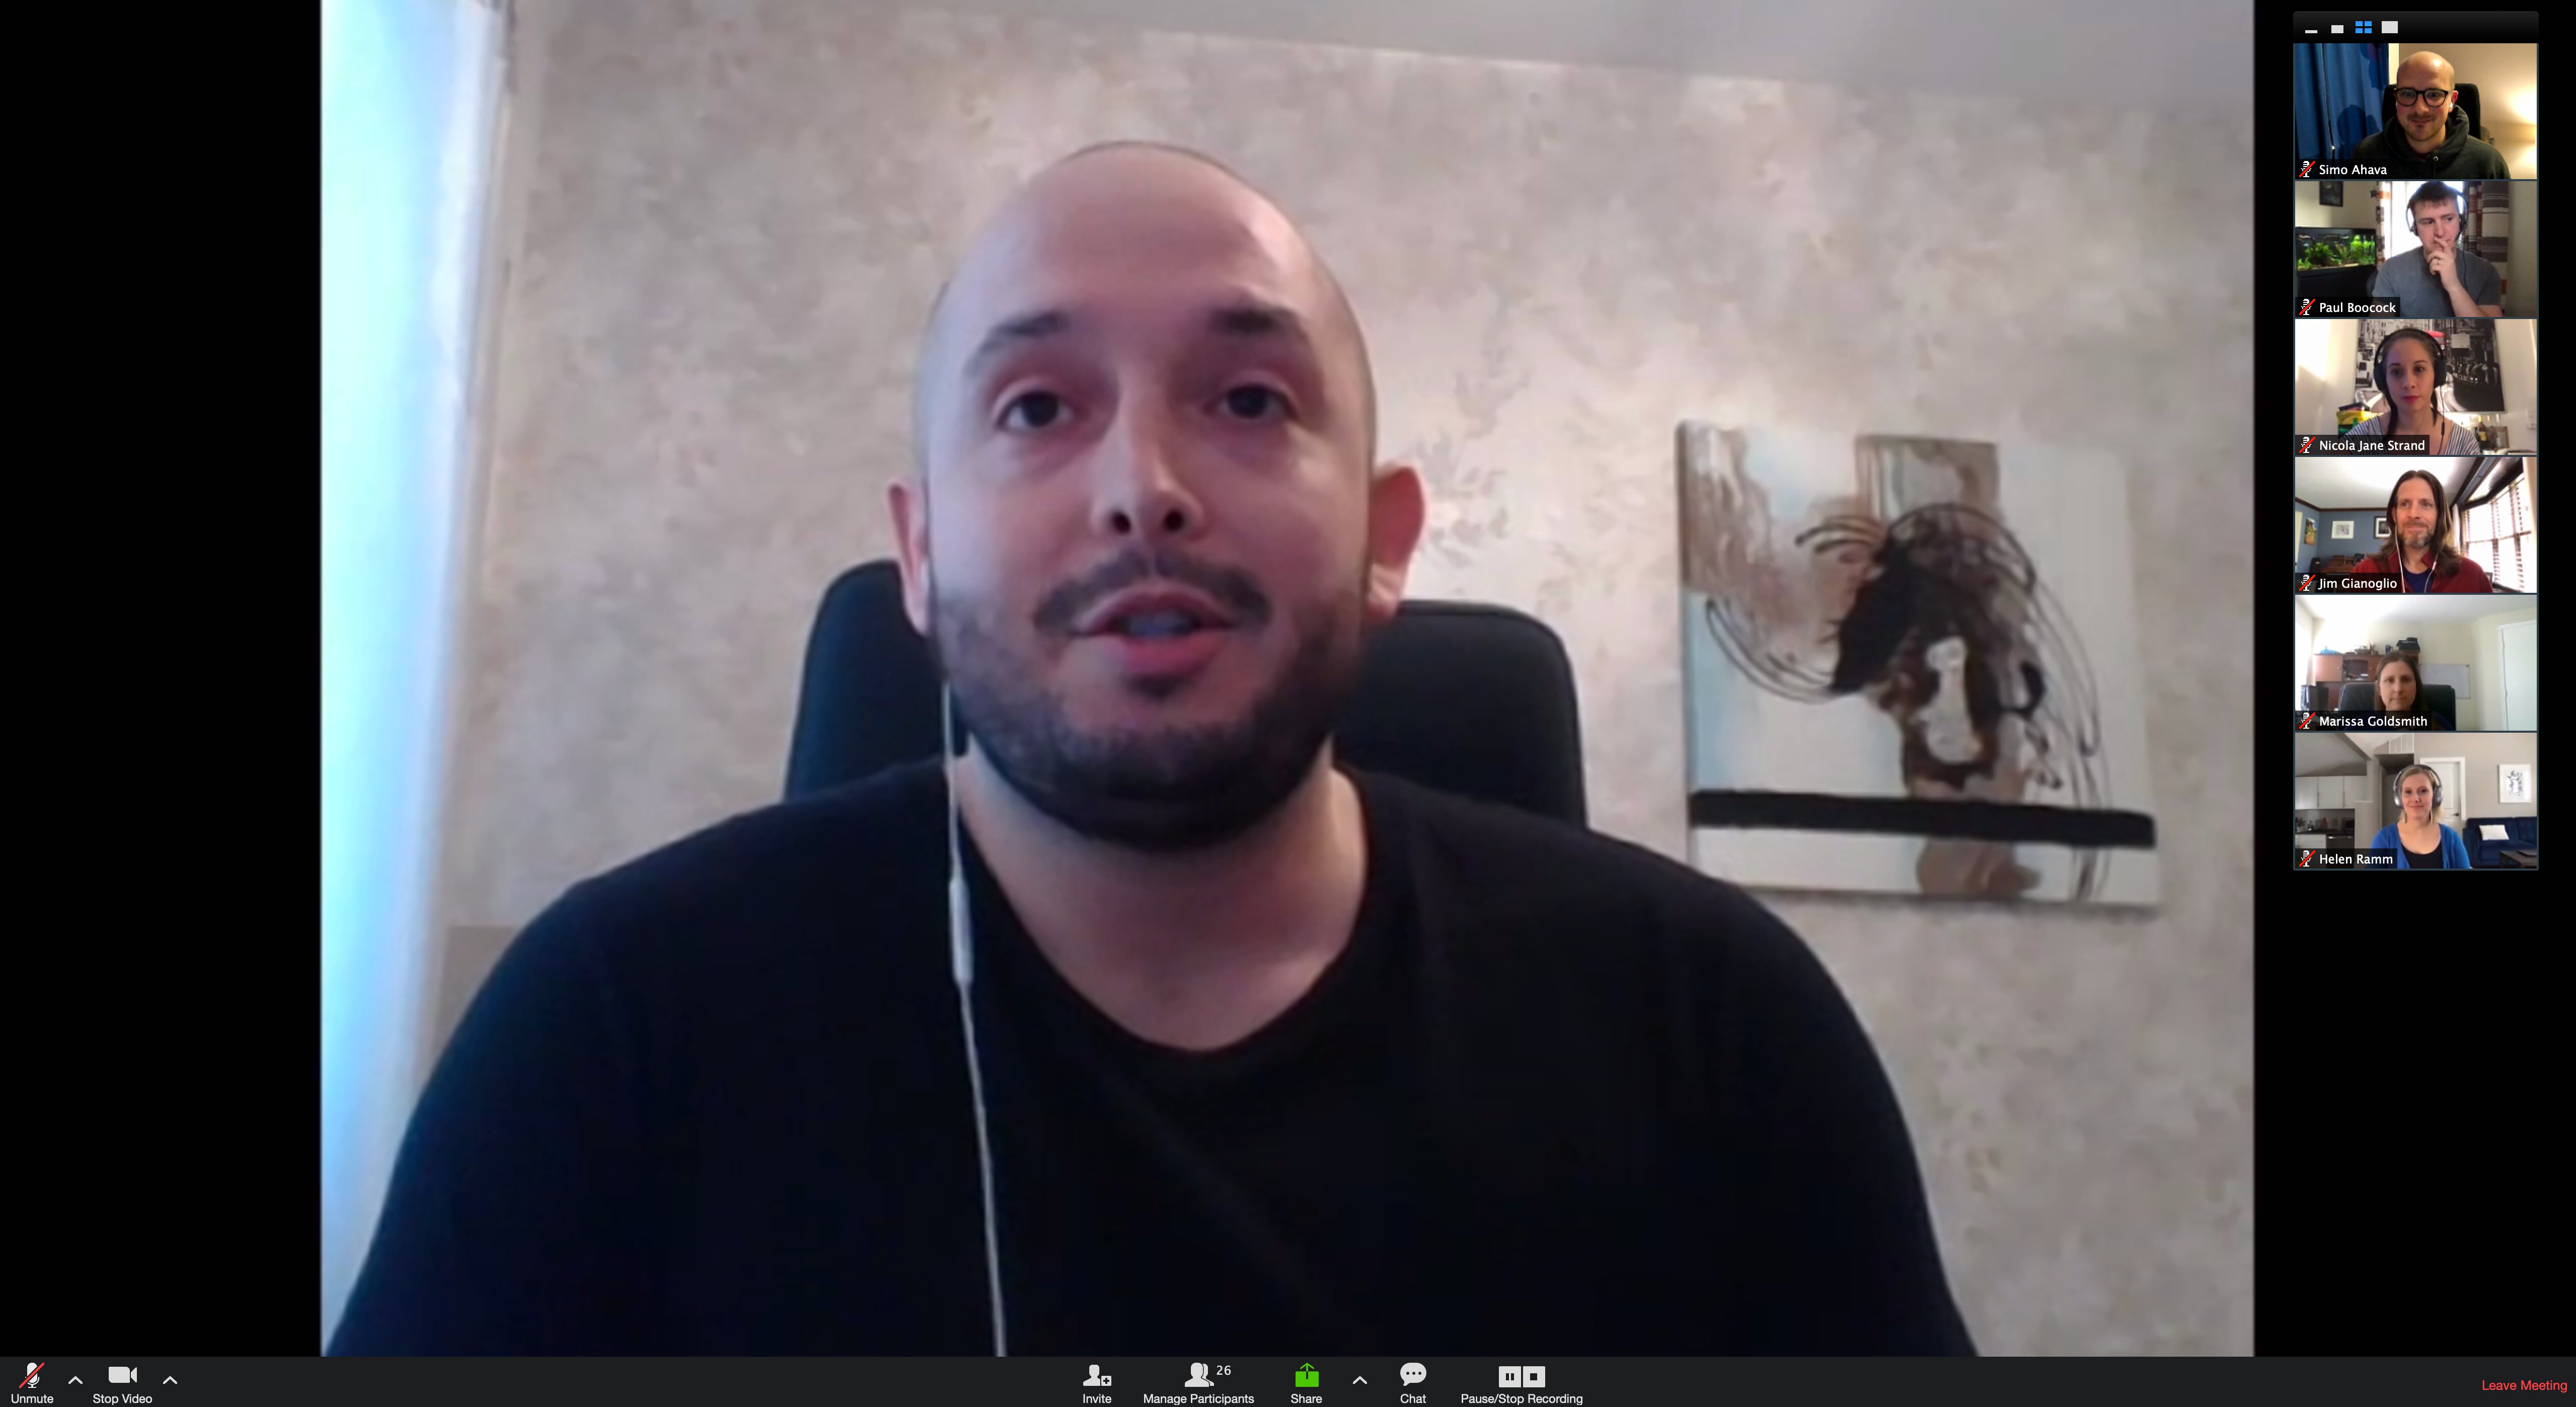 Simo Ahava
Paul Boocock
Nicola Jane Strand
Jim Gianoglio
Marissa Goldsmith
Helen Ramm
Unmute
Stop Video
Invite
26
Manage Participants
Share
Chat
Pause/Stop Recording
Leave Meeting